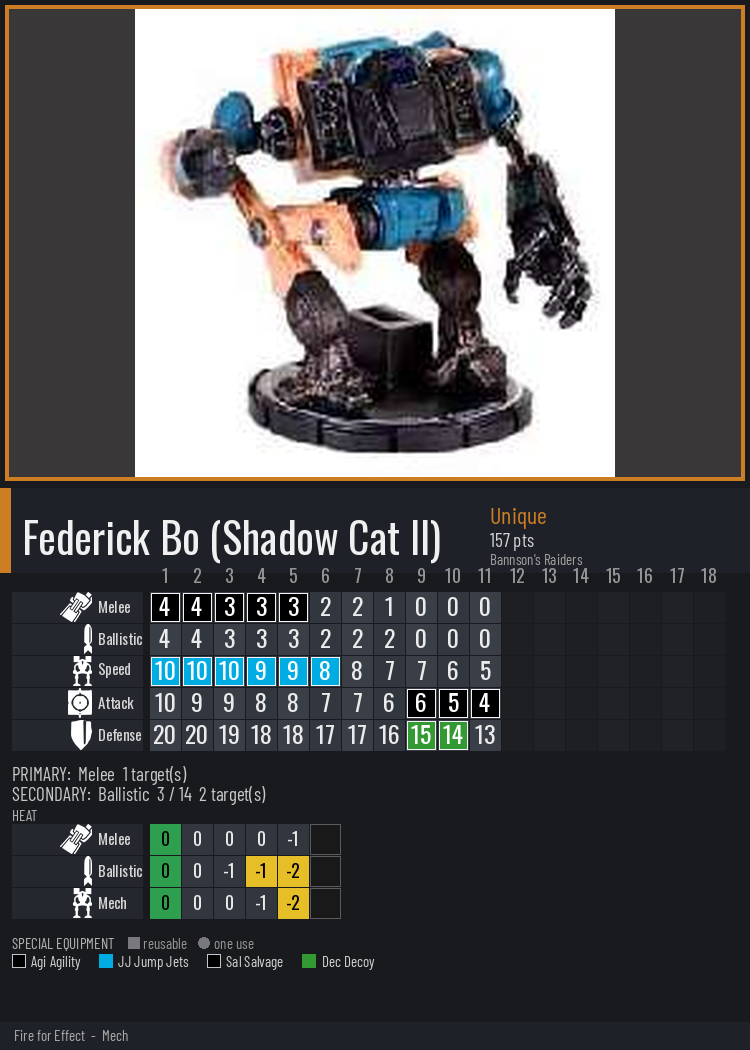 Federick Bo (Shadow Cat II)
Unique
157 pts
Bannson's Raiders
1 2 3 4 5 6 7 8 9 10 11 12 13 14 15 16 17 18
Melee 4 4 3 3 3 2 2 1 0 0 0
Ballistic 4 4 3 3 3 2 2 2 0 0 0
Speed 10 10 10 9 9 8 8 7 7 6 5
Attack 10 9 9 8 8 7 7 6 6 5 4
Defense 20 20 19 18 18 17 17 16 15 14 13
PRIMARY: Melee 1 target(s)
SECONDARY: Ballistic 3 / 14 2 target(s)
HEAT
Melee 0 0 0 0 -1
Ballistic 0 0 -1 -1 -2
Mech 0 0 0 -1 -2
SPECIAL EQUIPMENT reusable one use
Agi Agility JJ Jump Jets Sal Salvage Dec Decoy
Fire for Effect - Mech